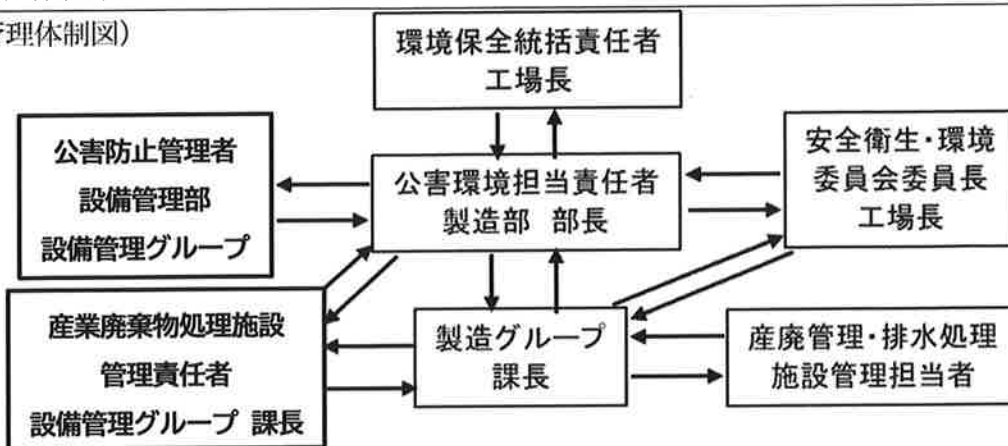 理体制図)
環境保全統括責任者
工場長
公害防止管理者
設備管理部
設備管理グループ
公害環境担当責任者
製造部 部長
安全衛生・環境
委員会委員長
工場長
産業廃棄物処理施設
管理責任者
設備管理グループ 課長
製造グループ
課長
産廃管理・排水処理
施設管理担当者